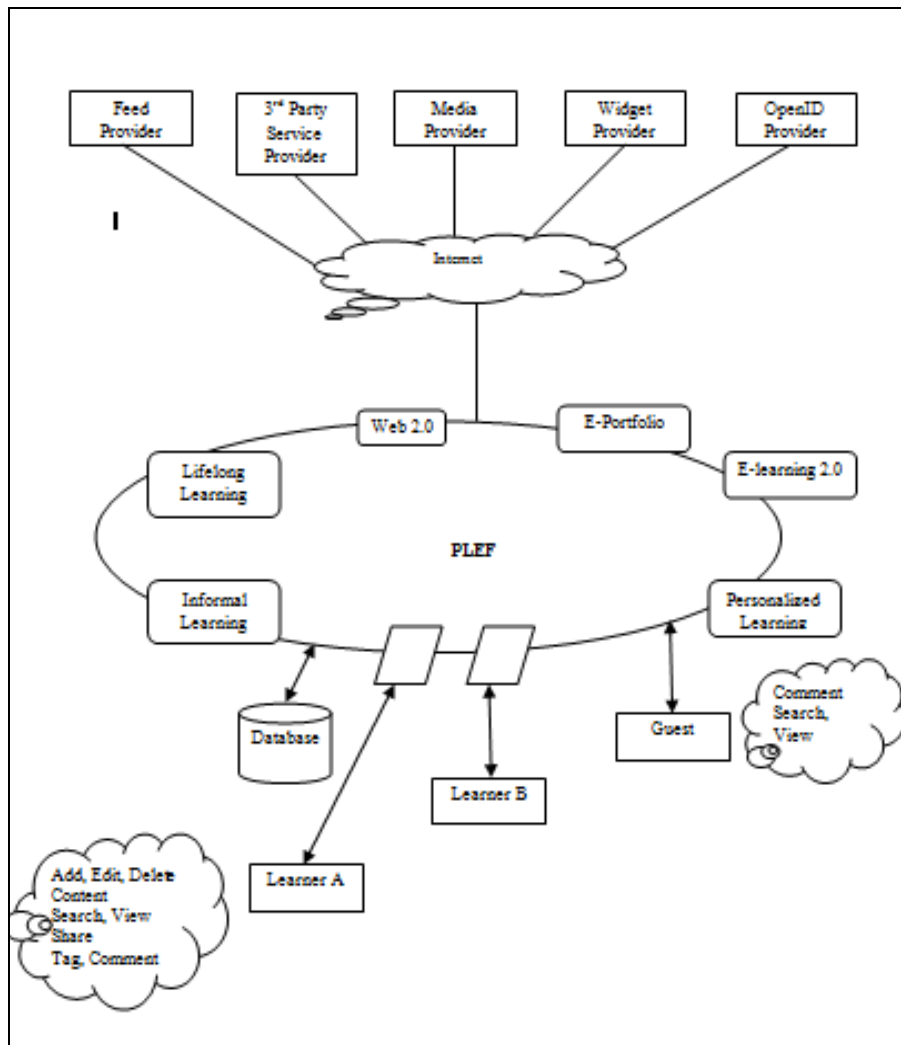 Feed
Provider
3rd Party
Service
Provider
Media
Provider
Widget
Provider
OpenID
Provider
Internet
Web 2.0
E-Portfolio
Lifelong
Learning
E-learning 2.0
PLEF
Informal
Learning
Personalized
Learning
Database
Guest
Comment
Search,
View
Learner B
Learner A
Add, Edit, Delete
Content
Search, View
Share
Tag, Comment